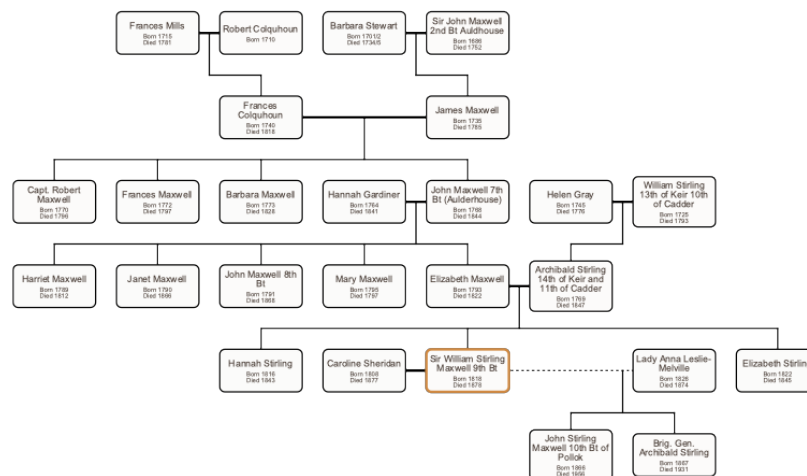 Frances Mills
Born 1715
Died 1781
Robert Colquhoun
Born 1710
Barbara Stewart
Born 1701/2
Died 1734/5
Sir John Maxwell
2nd Bt Auldhouse
Born 1686
Died 1752
Frances
Colquhoun
Born 1740
Died 1818
James Maxwell
Born 1735
Died 1785
Capt. Robert
Maxwell
Born 1770
Died 1796
Frances Maxwell
Born 1772
Died 1797
Barbara Maxwell
Born 1773
Died 1828
Hannah Gardiner
Born 1764
Died 1841
John Maxwell 7th
Bt (Aulderhouse)
Born 1768
Died 1844
Helen Gray
Born 1745
Died 1776
William Stirling
13th of Keir 10th
of Cadder
Born 1725
Died 1793
Harriet Maxwell
Born 1789
Died 1812
Janet Maxwell
Born 1790
Died 1866
John Maxwell 8th
Bt
Born 1791
Died 1868
Mary Maxwell
Born 1795
Died 1797
Elizabeth Maxwell
Born 1793
Died 1822
Archibald Stirling
14th of Keir and
11th of Cadder
Born 1769
Died 1847
Hannah Stirling
Born 1816
Died 1843
Caroline Sheridan
Born 1808
Died 1877
Sir William Stirling
Maxwell 9th Bt
Born 1818
Died 1878
Lady Anna Leslie-
Melville
Born 1826
Died 1874
Elizabeth Stirlin
Born 1822
Died 1845
John Stirling
Maxwell 10th Bt of
Pollok
Born 1866
Died 1956
Brig. Gen.
Archibald Stirling
Born 1867
Died 1931